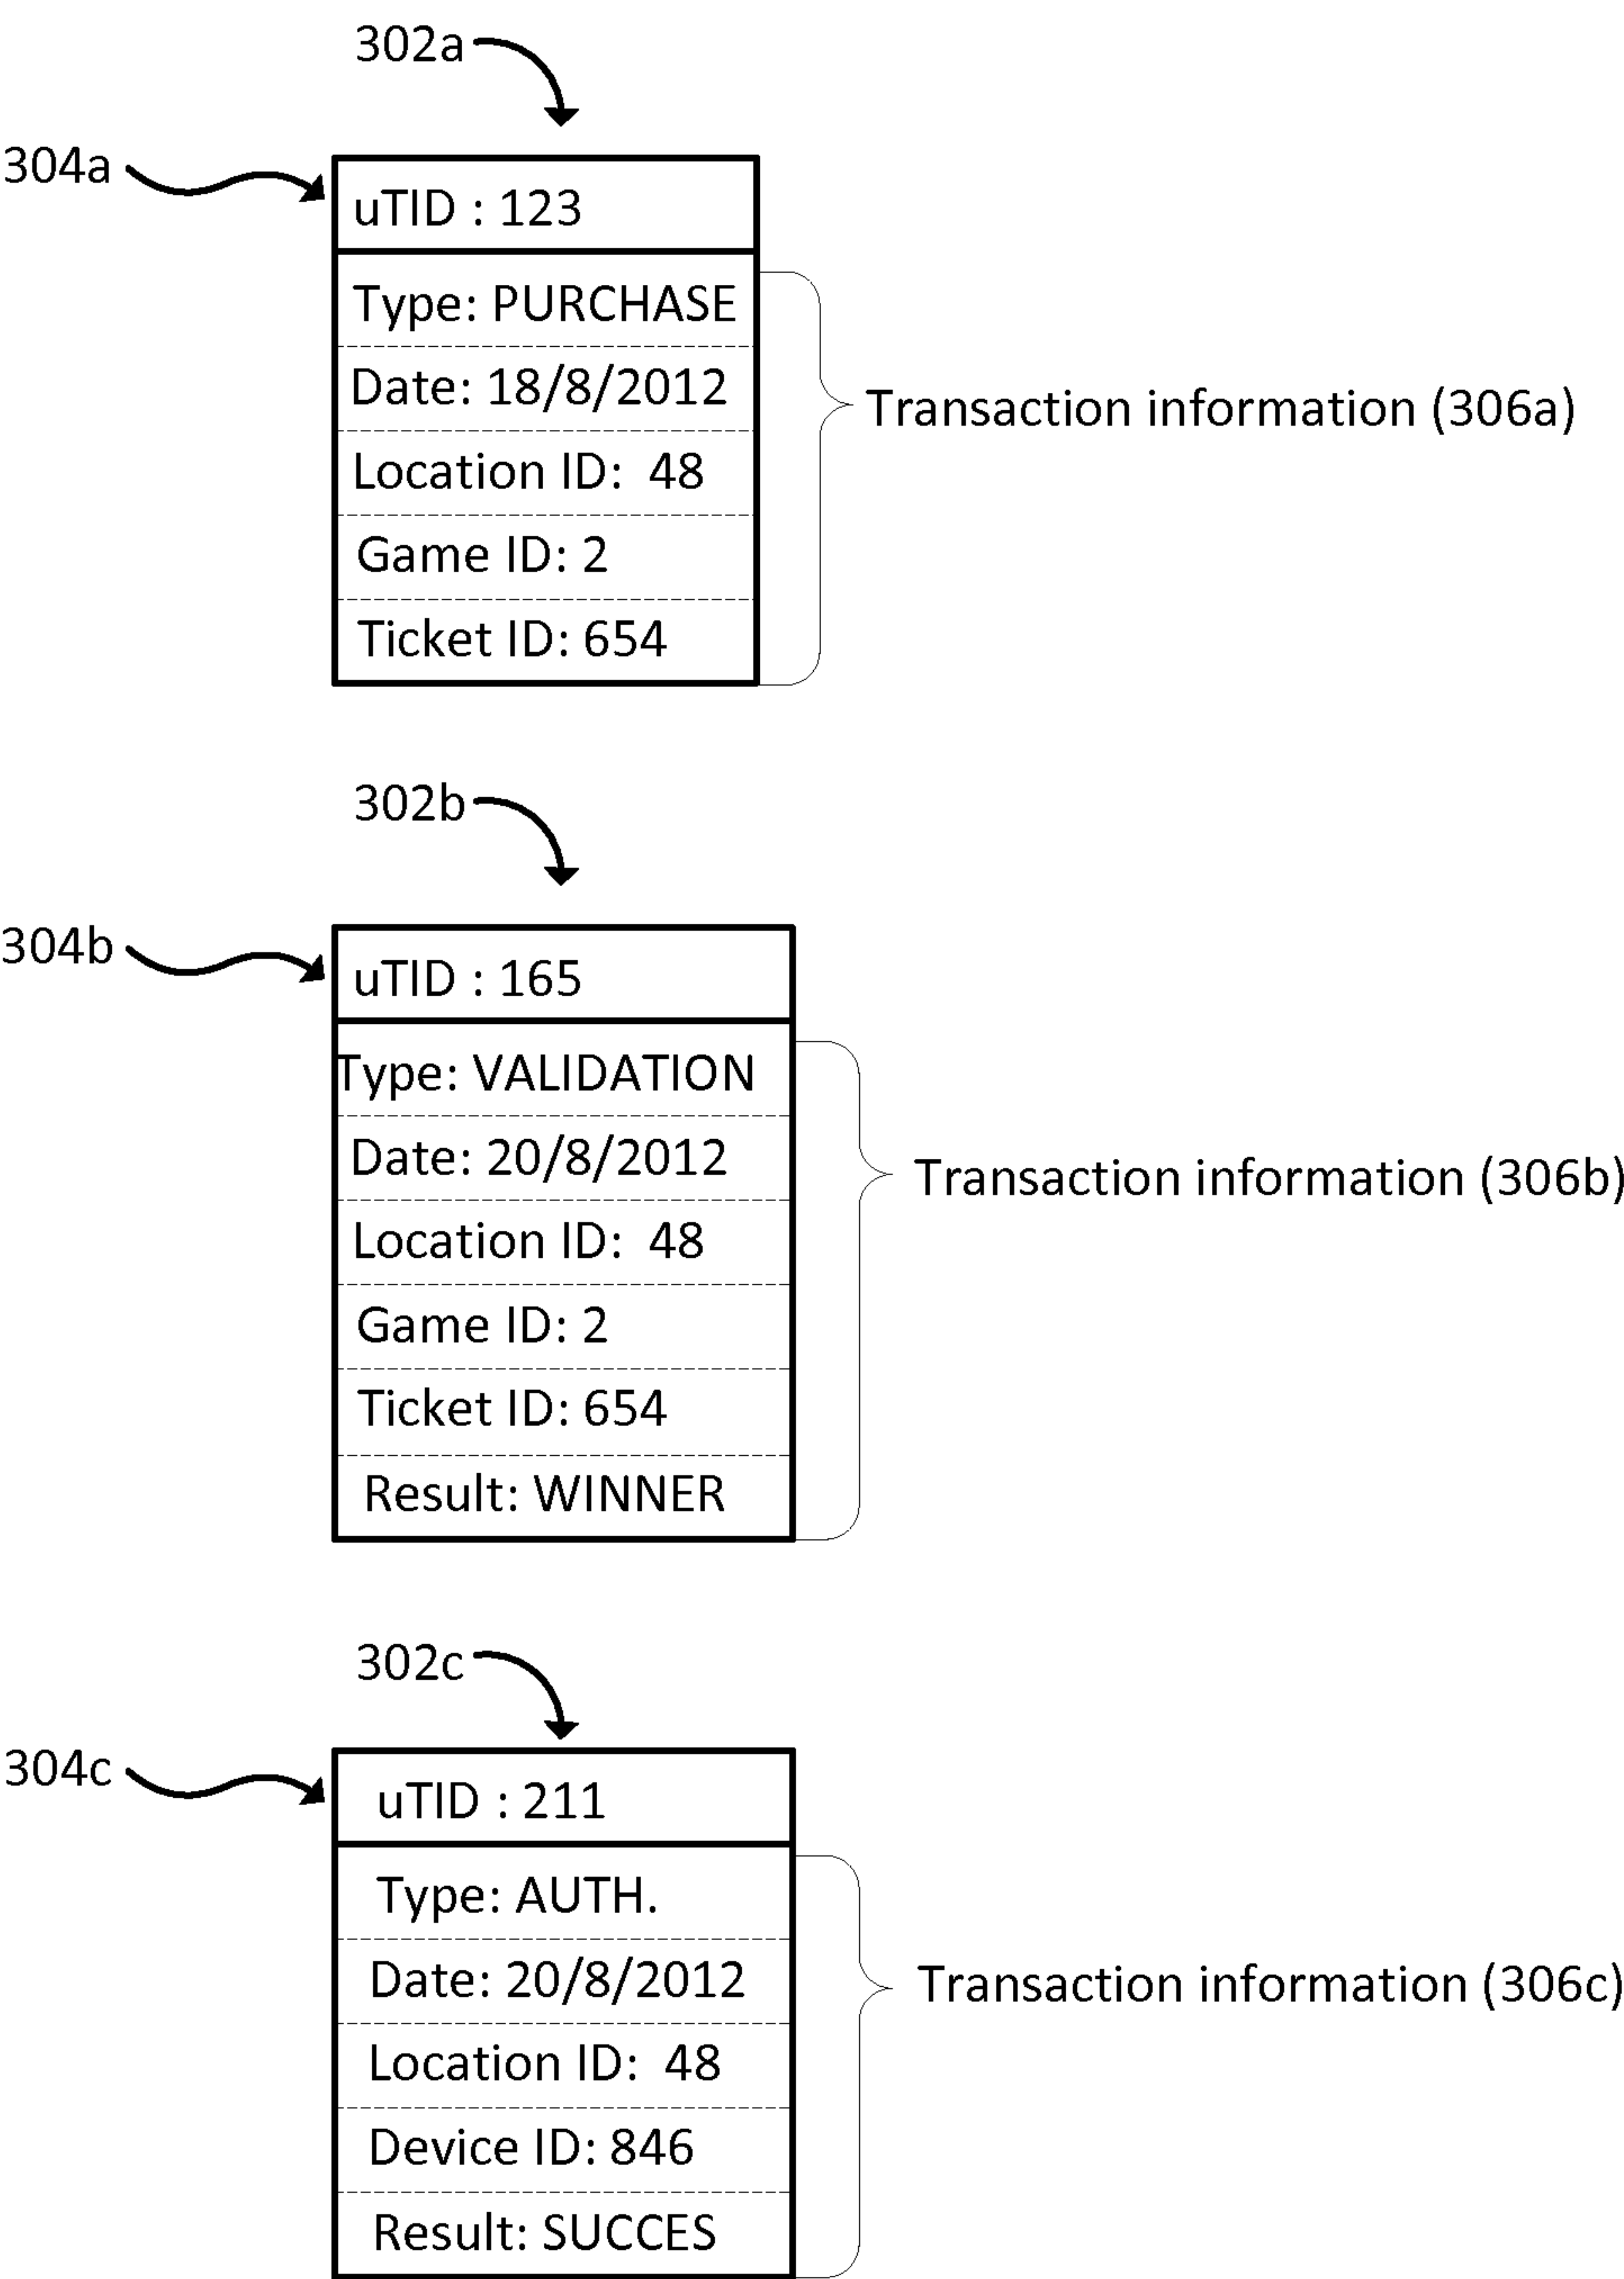 302a
304a
uTID : 123
Type: PURCHASE
Date: 18/8/2012
Location ID: 48
Game ID: 2
Ticket ID: 654
Transaction information (306a)
302b
304b
uTID : 165
Type: VALIDATION
Date: 20/8/2012
Location ID: 48
Game ID: 2
Ticket ID: 654
Result: WINNER
Transaction information (306b)
302c
304c
uTID : 211
Type: AUTH.
Date: 20/8/2012
Location ID: 48
Device ID: 846
Result: SUCCES
Transaction information (306c)